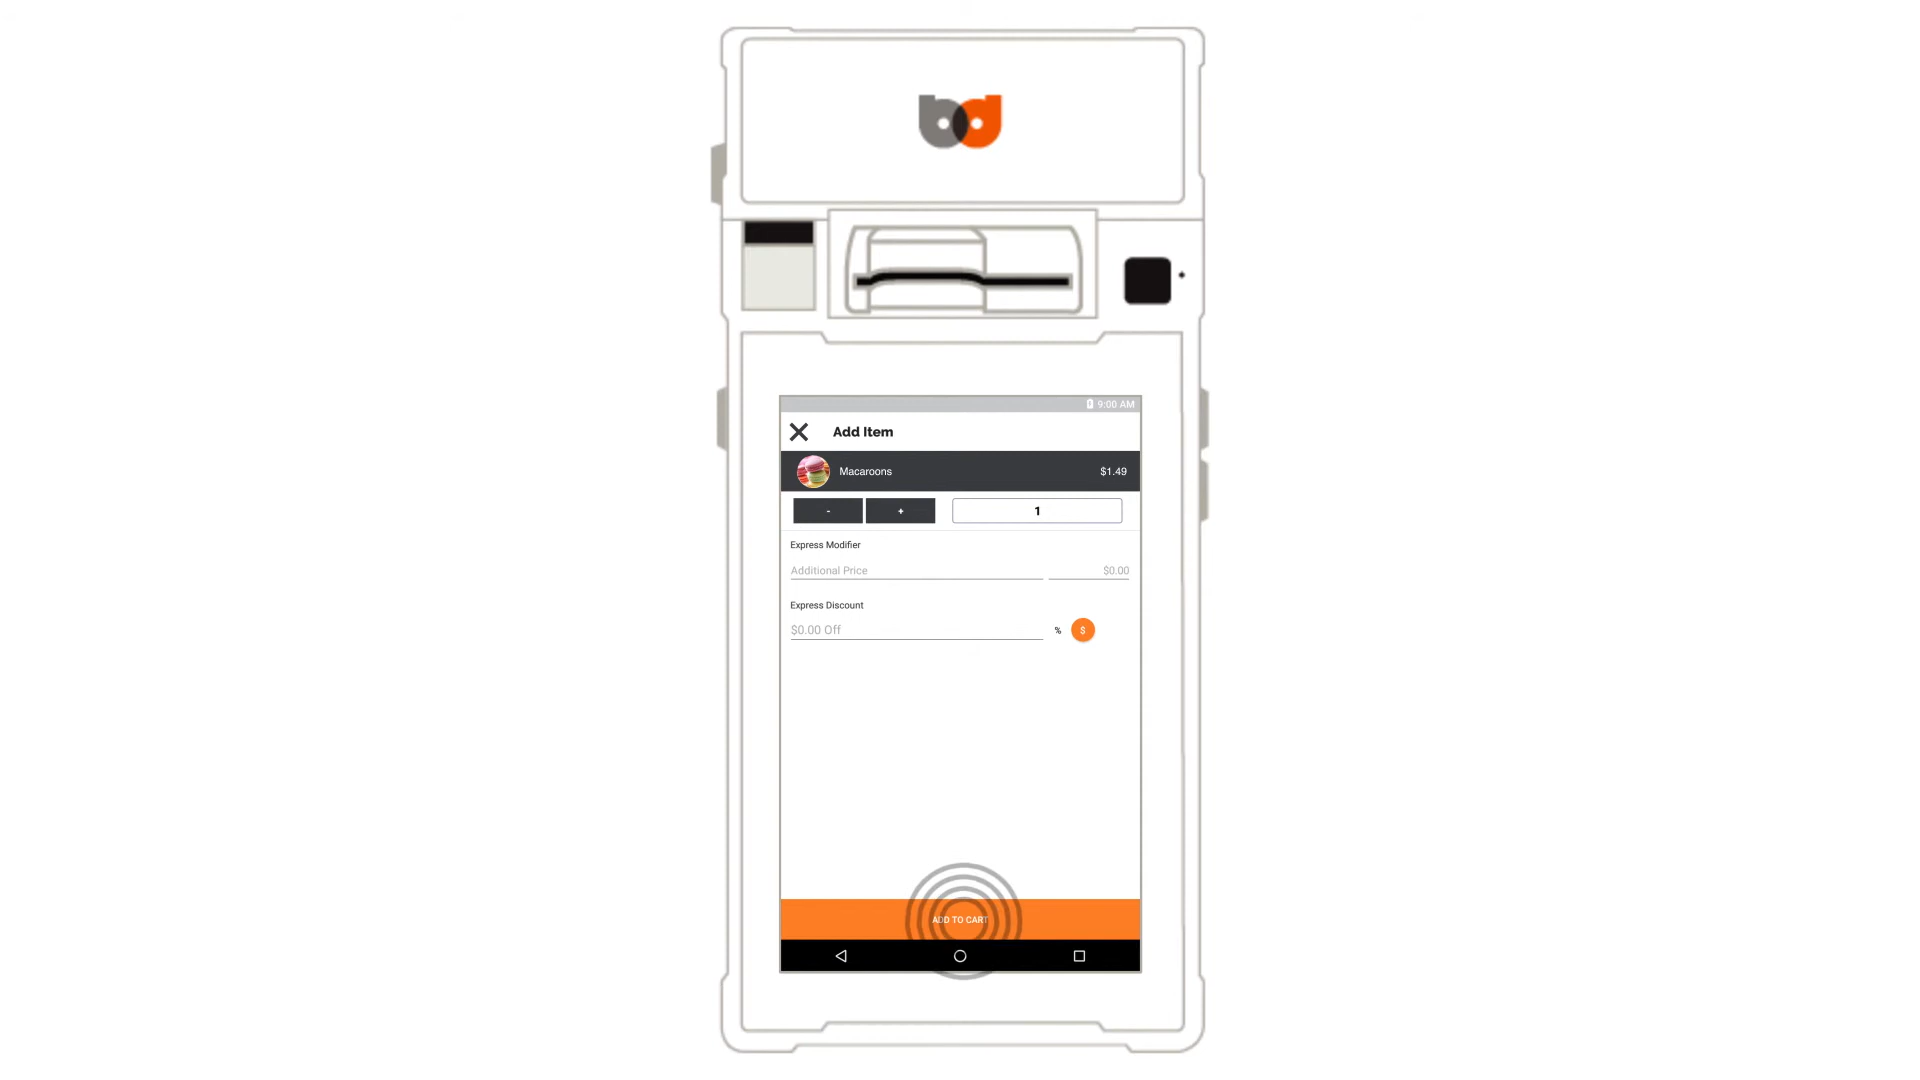 9:00 AM
Add Item
Macaroons $1.49
- + 1
Express Modifier
Additional Price $0.00
Express Discount
$0.00 Off % $
ADD TO CART